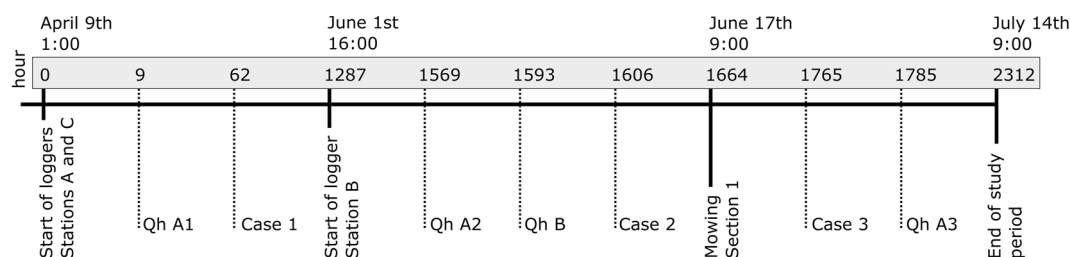 April 9th
1:00
June 1st
16:00
June 17th
9:00
July 14th
9:00
hour
0 9 62 1287 1569 1593 1606 1664 1765 1785 2312
Start of loggers
Stations A and C
Qh A1
Case 1
Start of logger
Station B
Qh A2
Qh B
Case 2
Mowing
Section 1
Case 3
Qh A3
End of study
period